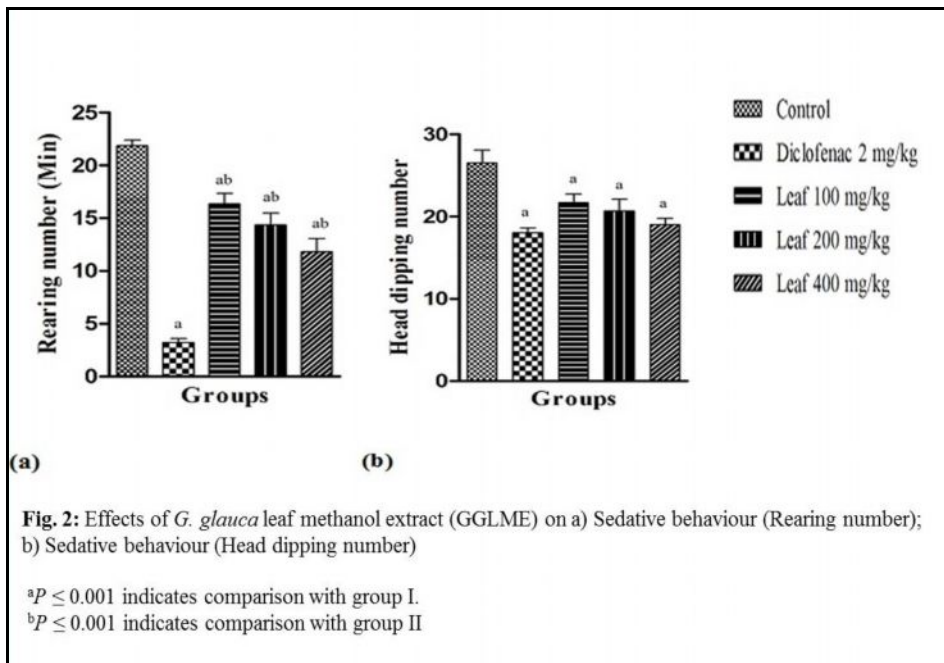 25
20
15
10
5
0
Rearing number (Min)
a
ab
ab
ab
Groups
(a)
30
20
10
0
Head dipping number
a
a
a
a
Groups
(b)
Control
Diclofenac 2 mg/kg
Leaf 100 mg/kg
Leaf 200 mg/kg
Leaf 400 mg/kg
Fig. 2: Effects of G. glauca leaf methanol extract (GGLME) on a) Sedative behaviour (Rearing number);
b) Sedative behaviour (Head dipping number)
ᵃP ≤ 0.001 indicates comparison with group I.
ᵇP ≤ 0.001 indicates comparison with group II